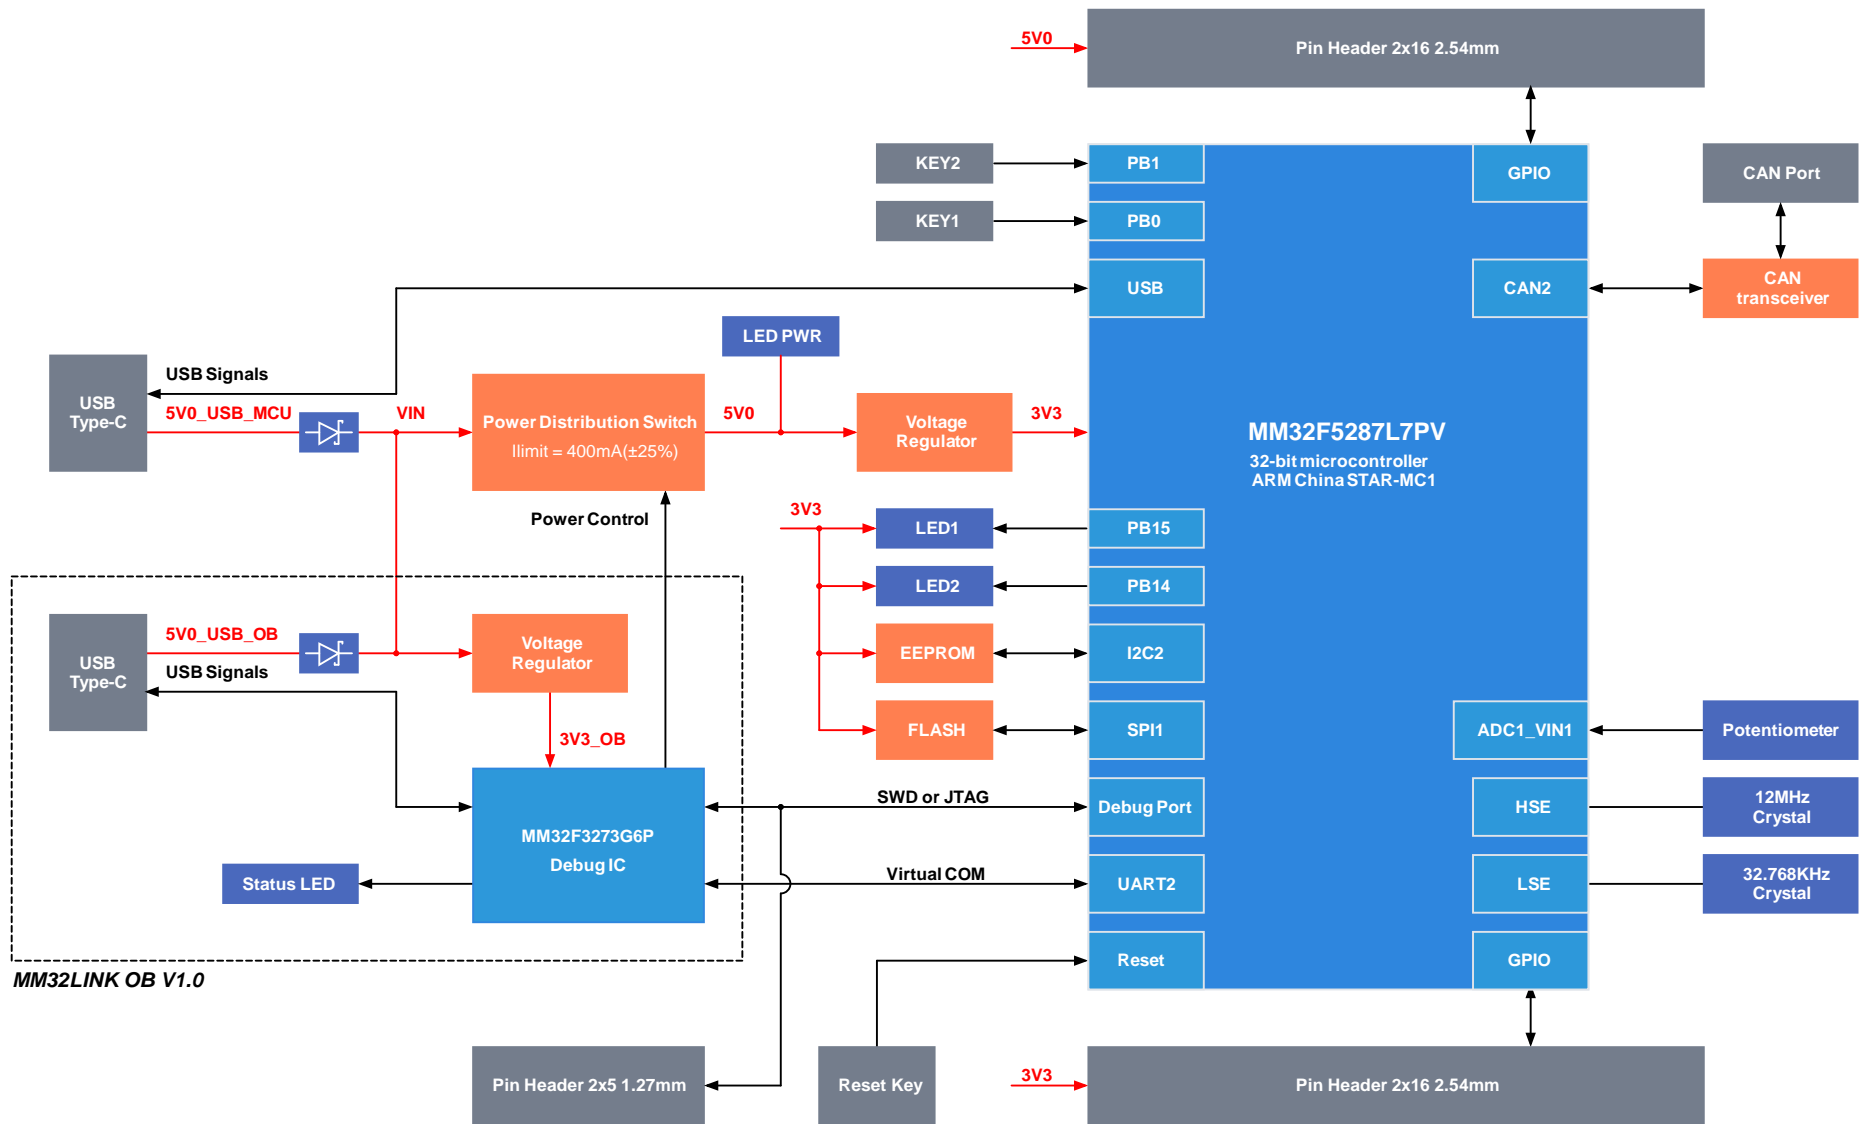 5V0
Pin Header 2x16 2.54mm
KEY2
PB1
GPIO
CAN Port
KEY1
PB0
USB
CAN2
CAN
transceiver
LED PWR
USB
Type-C
USB Signals
5V0_USB_MCU
VIN
Power Distribution Switch
Ilimit = 400mA(±25%)
5V0
Voltage
Regulator
3V3
MM32F5287L7PV
32-bit microcontroller
ARM China STAR-MC1
Power Control
3V3
LED1
PB15
LED2
PB14
USB
Type-C
5V0_USB_OB
USB Signals
Voltage
Regulator
EEPROM
I2C2
3V3_OB
FLASH
SPI1
ADC1_VIN1
Potentiometer
MM32F3273G6P
Debug IC
SWD or JTAG
Debug Port
HSE
12MHz
Crystal
Status LED
Virtual COM
UART2
LSE
32.768KHz
Crystal
Reset
GPIO
MM32LINK OB V1.0
Pin Header 2x5 1.27mm
Reset Key
3V3
Pin Header 2x16 2.54mm